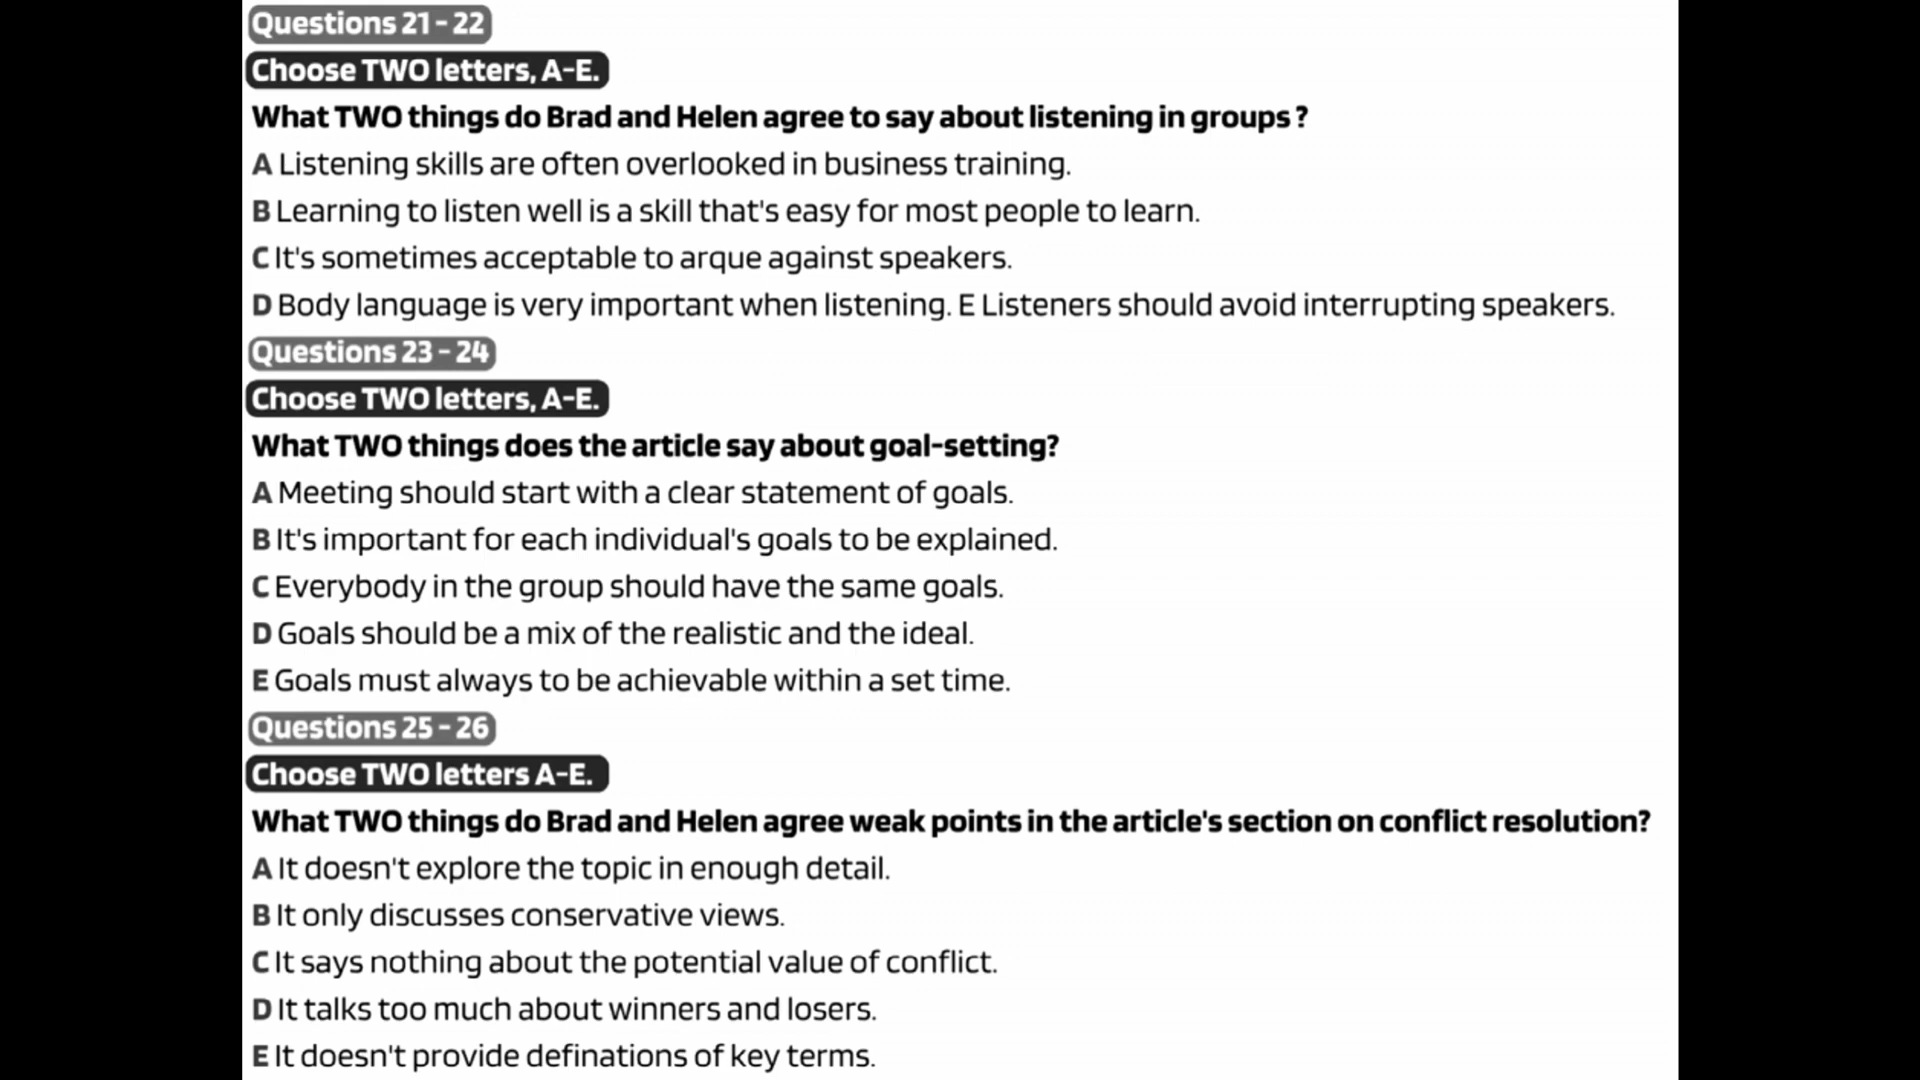 Questions 21 - 22
Choose TWO letters, A-E.
What TWO things do Brad and Helen agree to say about listening in groups ?
A Listening skills are often overlooked in business training.
B Learning to listen well is a skill that's easy for most people to learn.
C It's sometimes acceptable to arque against speakers.
D Body language is very important when listening. E Listeners should avoid interrupting speakers.
Questions 23 - 24
Choose TWO letters, A-E.
What TWO things does the article say about goal-setting?
A Meeting should start with a clear statement of goals.
B It's important for each individual's goals to be explained.
C Everybody in the group should have the same goals.
D Goals should be a mix of the realistic and the ideal.
E Goals must always to be achievable within a set time.
Questions 25 - 26
Choose TWO letters A-E.
What TWO things do Brad and Helen agree weak points in the article's section on conflict resolution?
A It doesn't explore the topic in enough detail.
B It only discusses conservative views.
C It says nothing about the potential value of conflict.
D It talks too much about winners and losers.
E It doesn't provide definations of key terms.